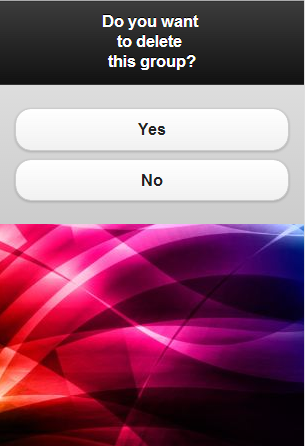 Do you want
to delete
this group?
Yes
No